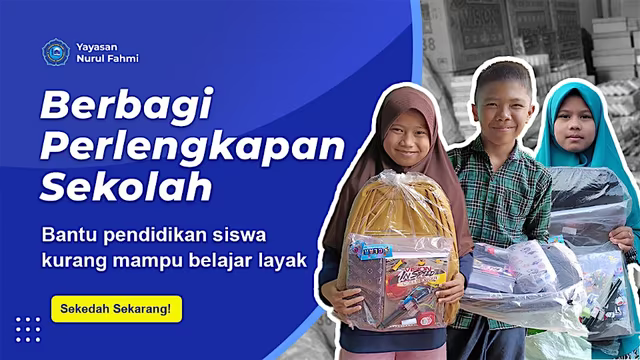 Yayasan
Nurul Fahmi
Berbagi
Perlengkapan
Sekolah
Bantu pendidikan siswa
kurang mampu belajar layak
Sekedah Sekarang!